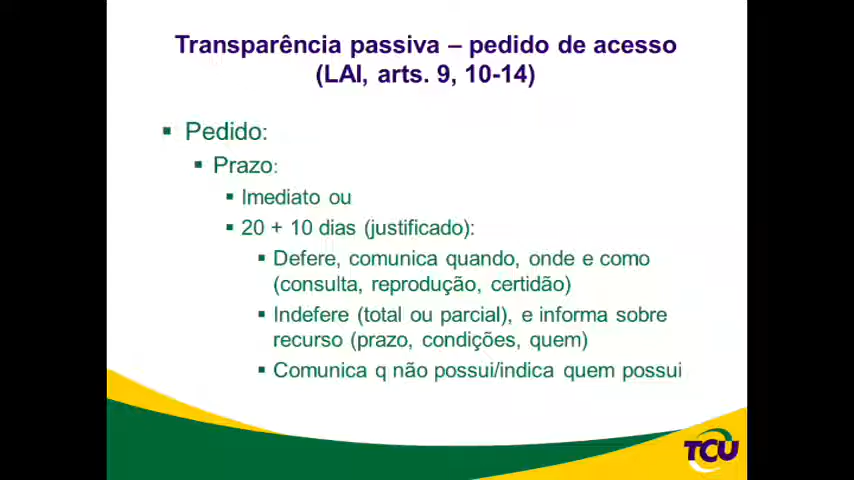 Transparência passiva – pedido de acesso
(LAI, arts. 9, 10-14)
Pedido:
Prazo:
Imediato ou
20 + 10 dias (justificado):
Defere, comunica quando, onde e como
(consulta, reprodução, certidão)
Indefere (total ou parcial), e informa sobre
recurso (prazo, condições, quem)
Comunica q não possui/indica quem possui
TCU